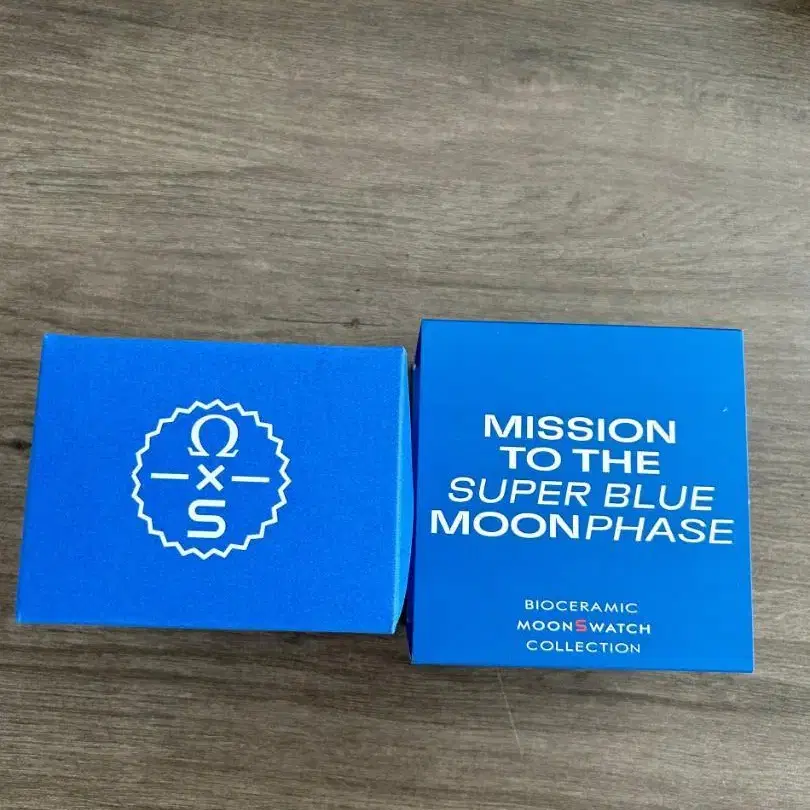 Ω
×
S
MISSION
TO THE
SUPER BLUE
MOONPHASE
BIOCERAMIC
MOONSWATCH
COLLECTION